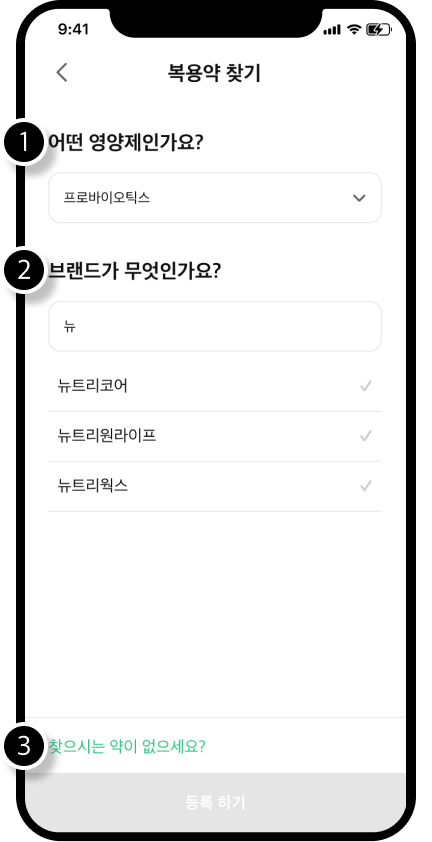 9:41
복용약 찾기
1
어떤 영양제인가요?
프로바이오틱스
2
브랜드가 무엇인가요?
뉴
뉴트리코어
뉴트리원라이프
뉴트리웍스
3
찾으시는 약이 없으세요?
등록 하기